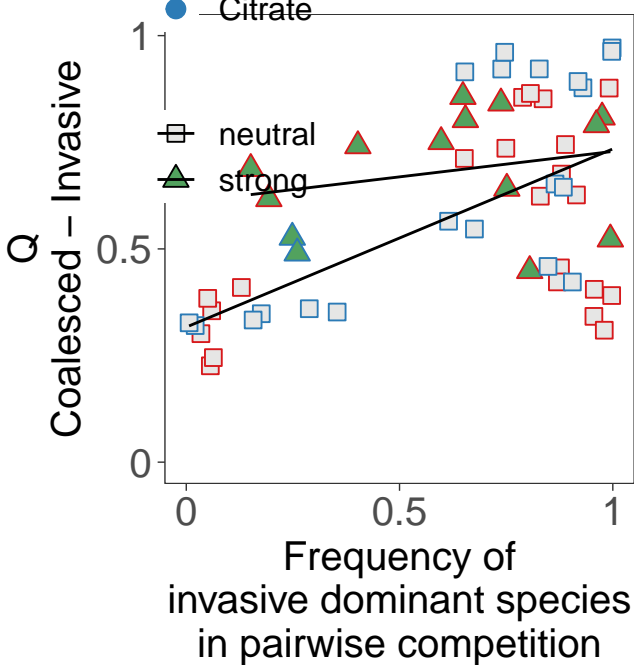 Citrate
1
neutral
strong
0.5
0
Q
Coalesced − Invasive
0 0.5 1
Frequency of
invasive dominant species
in pairwise competition